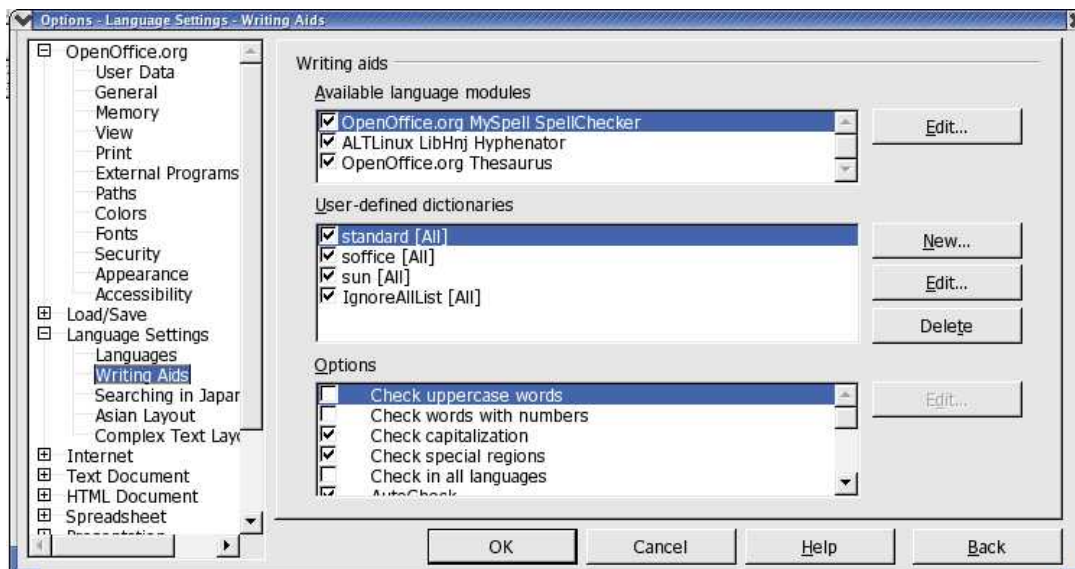 Options - Language Settings - Writing Aids
OpenOffice.org
User Data
General
Memory
View
Print
External Programs
Paths
Colors
Fonts
Security
Appearance
Accessibility
Load/Save
Language Settings
Languages
Writing Aids
Searching in Japan
Asian Layout
Complex Text Layo
Internet
Text Document
HTML Document
Spreadsheet
Presentation
Writing aids
Available language modules
OpenOffice.org MySpell SpellChecker
ALTLinux LibHnj Hyphenator
OpenOffice.org Thesaurus
Edit...
User-defined dictionaries
standard [All]
soffice [All]
sun [All]
IgnoreAllList [All]
New...
Edit...
Delete
Options
Check uppercase words
Check words with numbers
Check capitalization
Check special regions
Check in all languages
AutoCheck
Edit...
OK Cancel Help Back